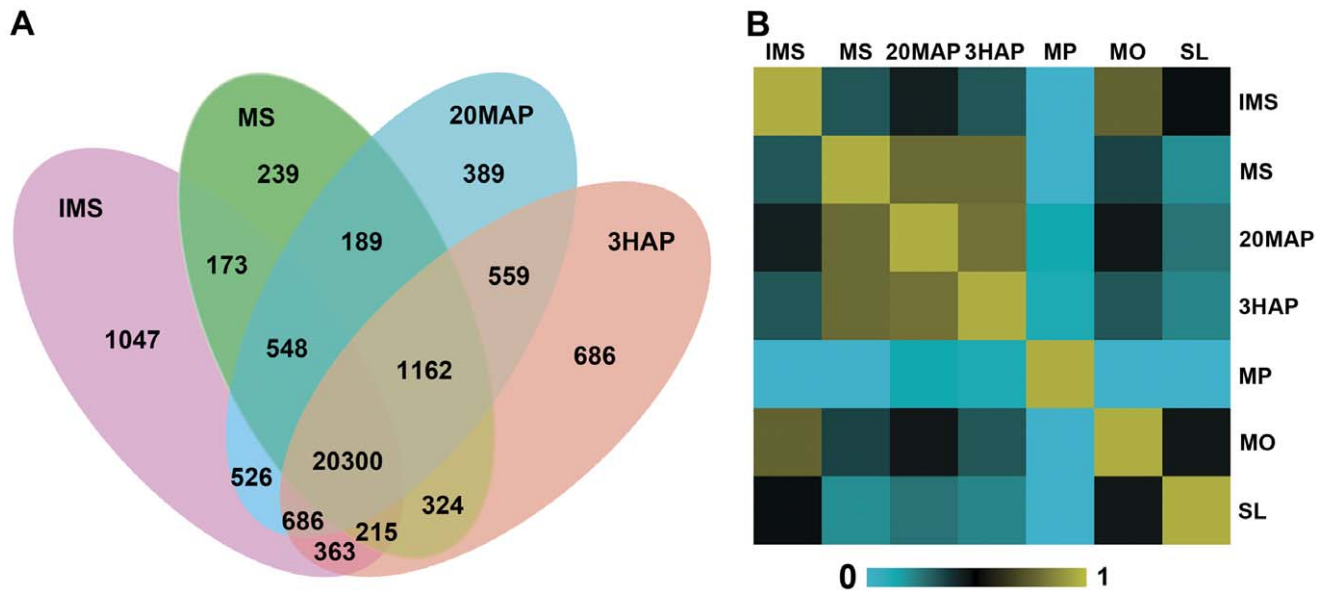 A
IMS
MS
20MAP
3HAP
239
389
189
173
559
1047
548
1162
686
526
20300
324
686
215
363
B
IMS MS 20MAP 3HAP MP MO SL
IMS
MS
20MAP
3HAP
MP
MO
SL
0 1